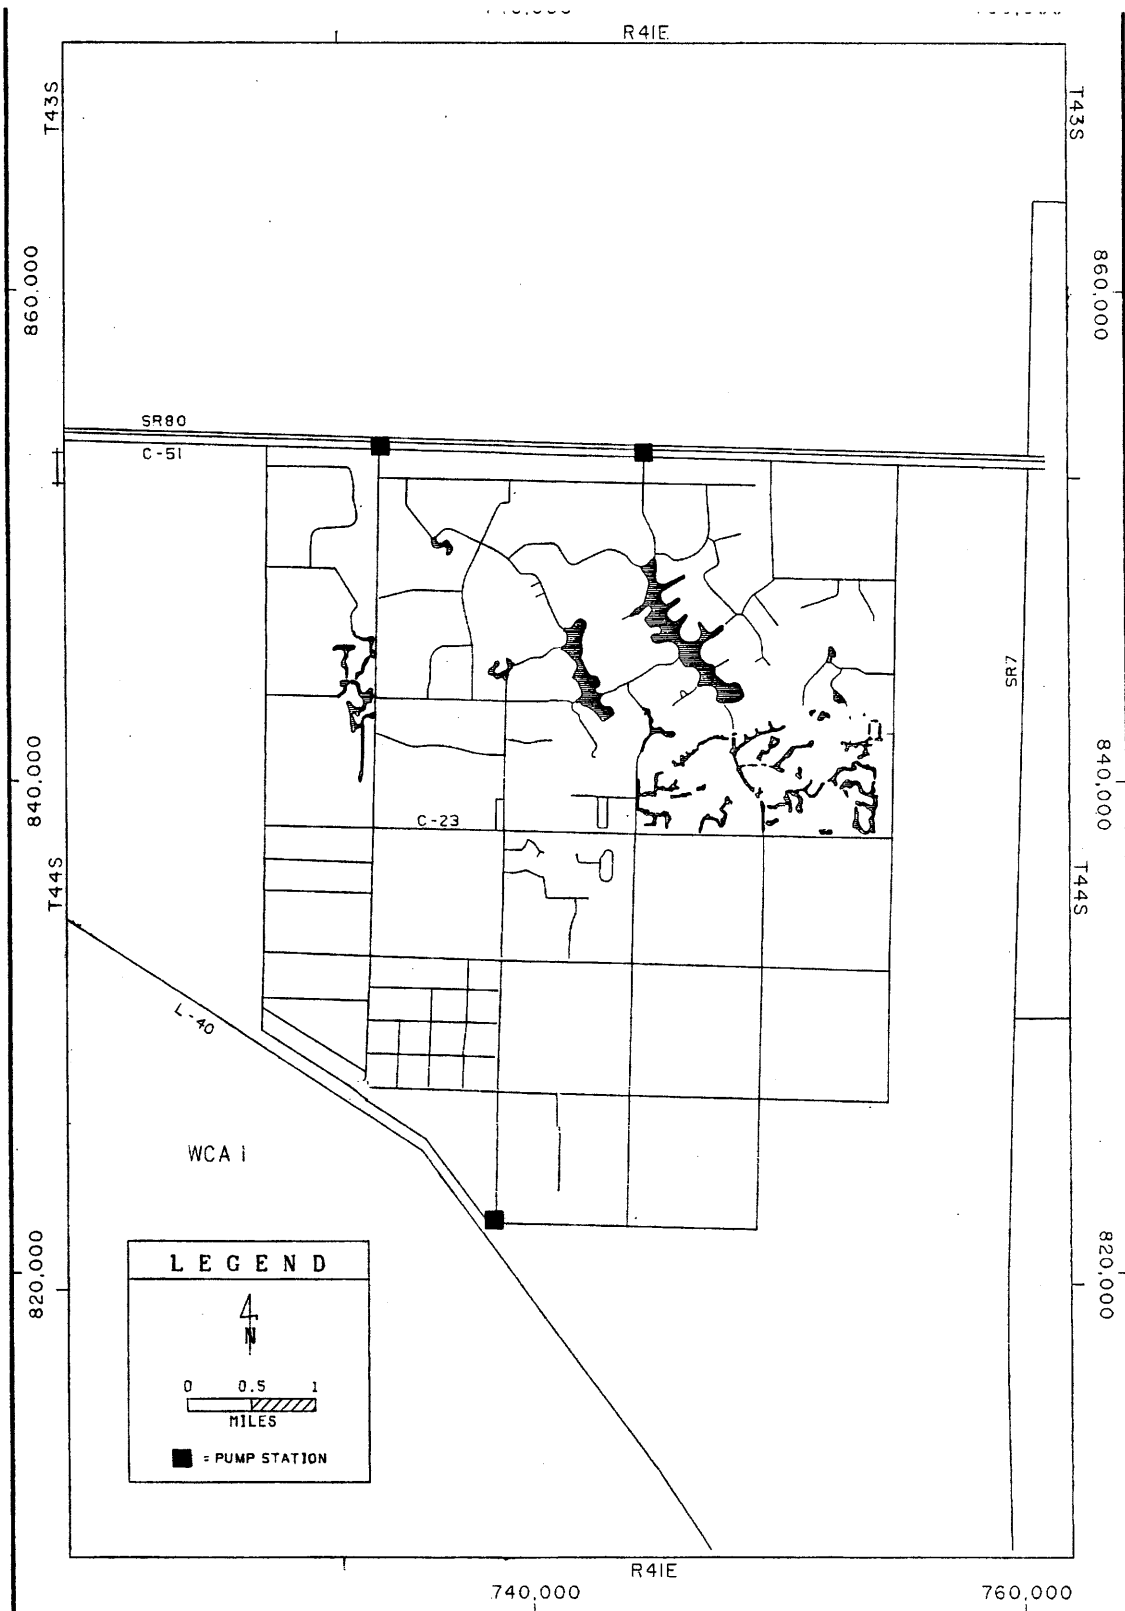 R41E
T43S
T43S
860,000
860,000
SR80
C-51
SR7
840,000
840,000
C-23
T44S
T44S
L-40
WCA 1
820,000
820,000
LEGEND
N
0 0.5 1
MILES
= PUMP STATION
R41E
740,000
760,000